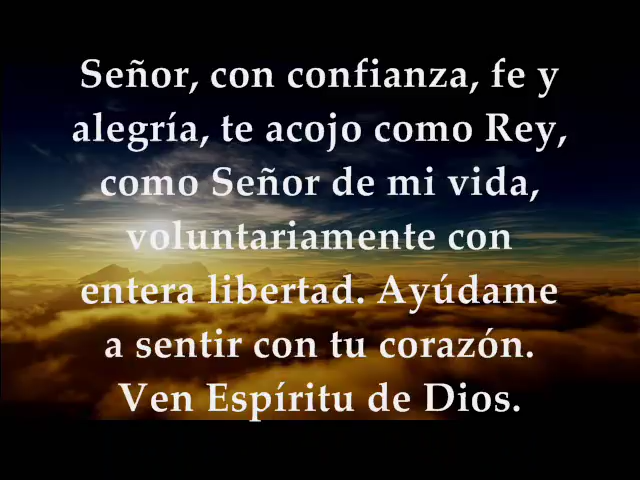 Señor, con confianza, fe y
alegría, te acojo como Rey,
como Señor de mi vida,
voluntariamente con
entera libertad. Ayúdame
a sentir con tu corazón.
Ven Espíritu de Dios.